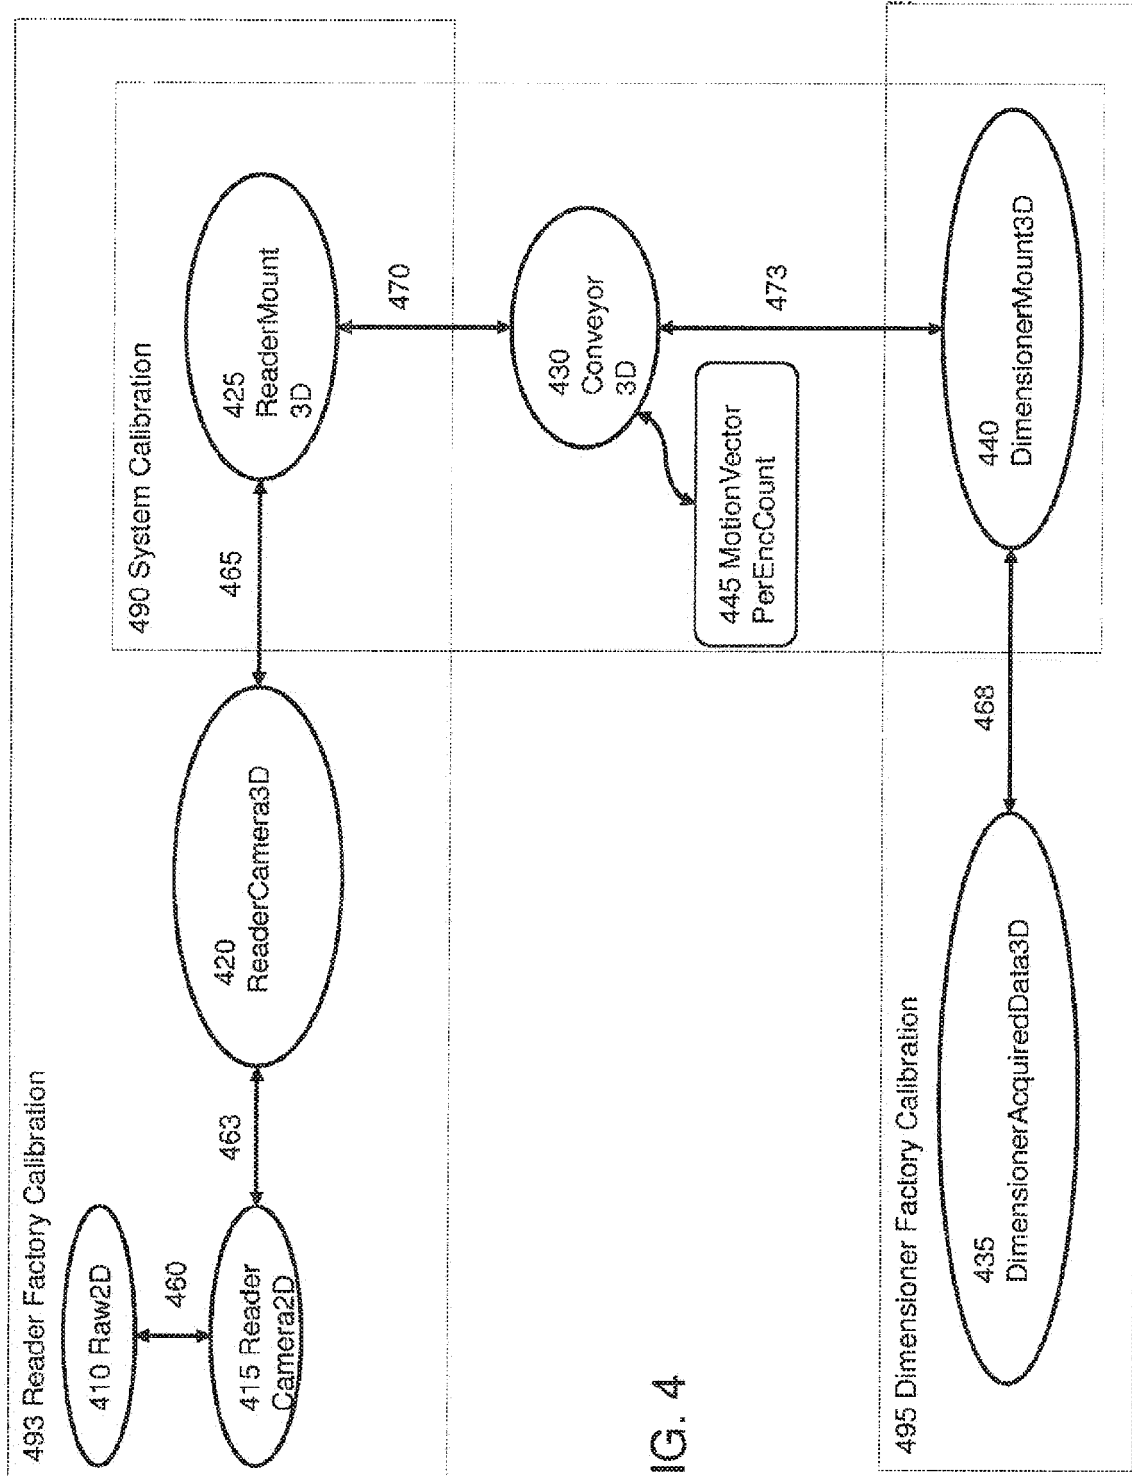 493 Reader Factory Calibration
410 Raw2D
460
415 Reader
Camera2D
463
420
ReaderCamera3D
465
490 System Calibration
425
ReaderMount
3D
470
430
Conveyor
3D
445 MotionVector
PerEncCount
473
440
DimensionerMount3D
468
495 Dimensioner Factory Calibration
435
DimensionerAcquiredData3D
IG. 4